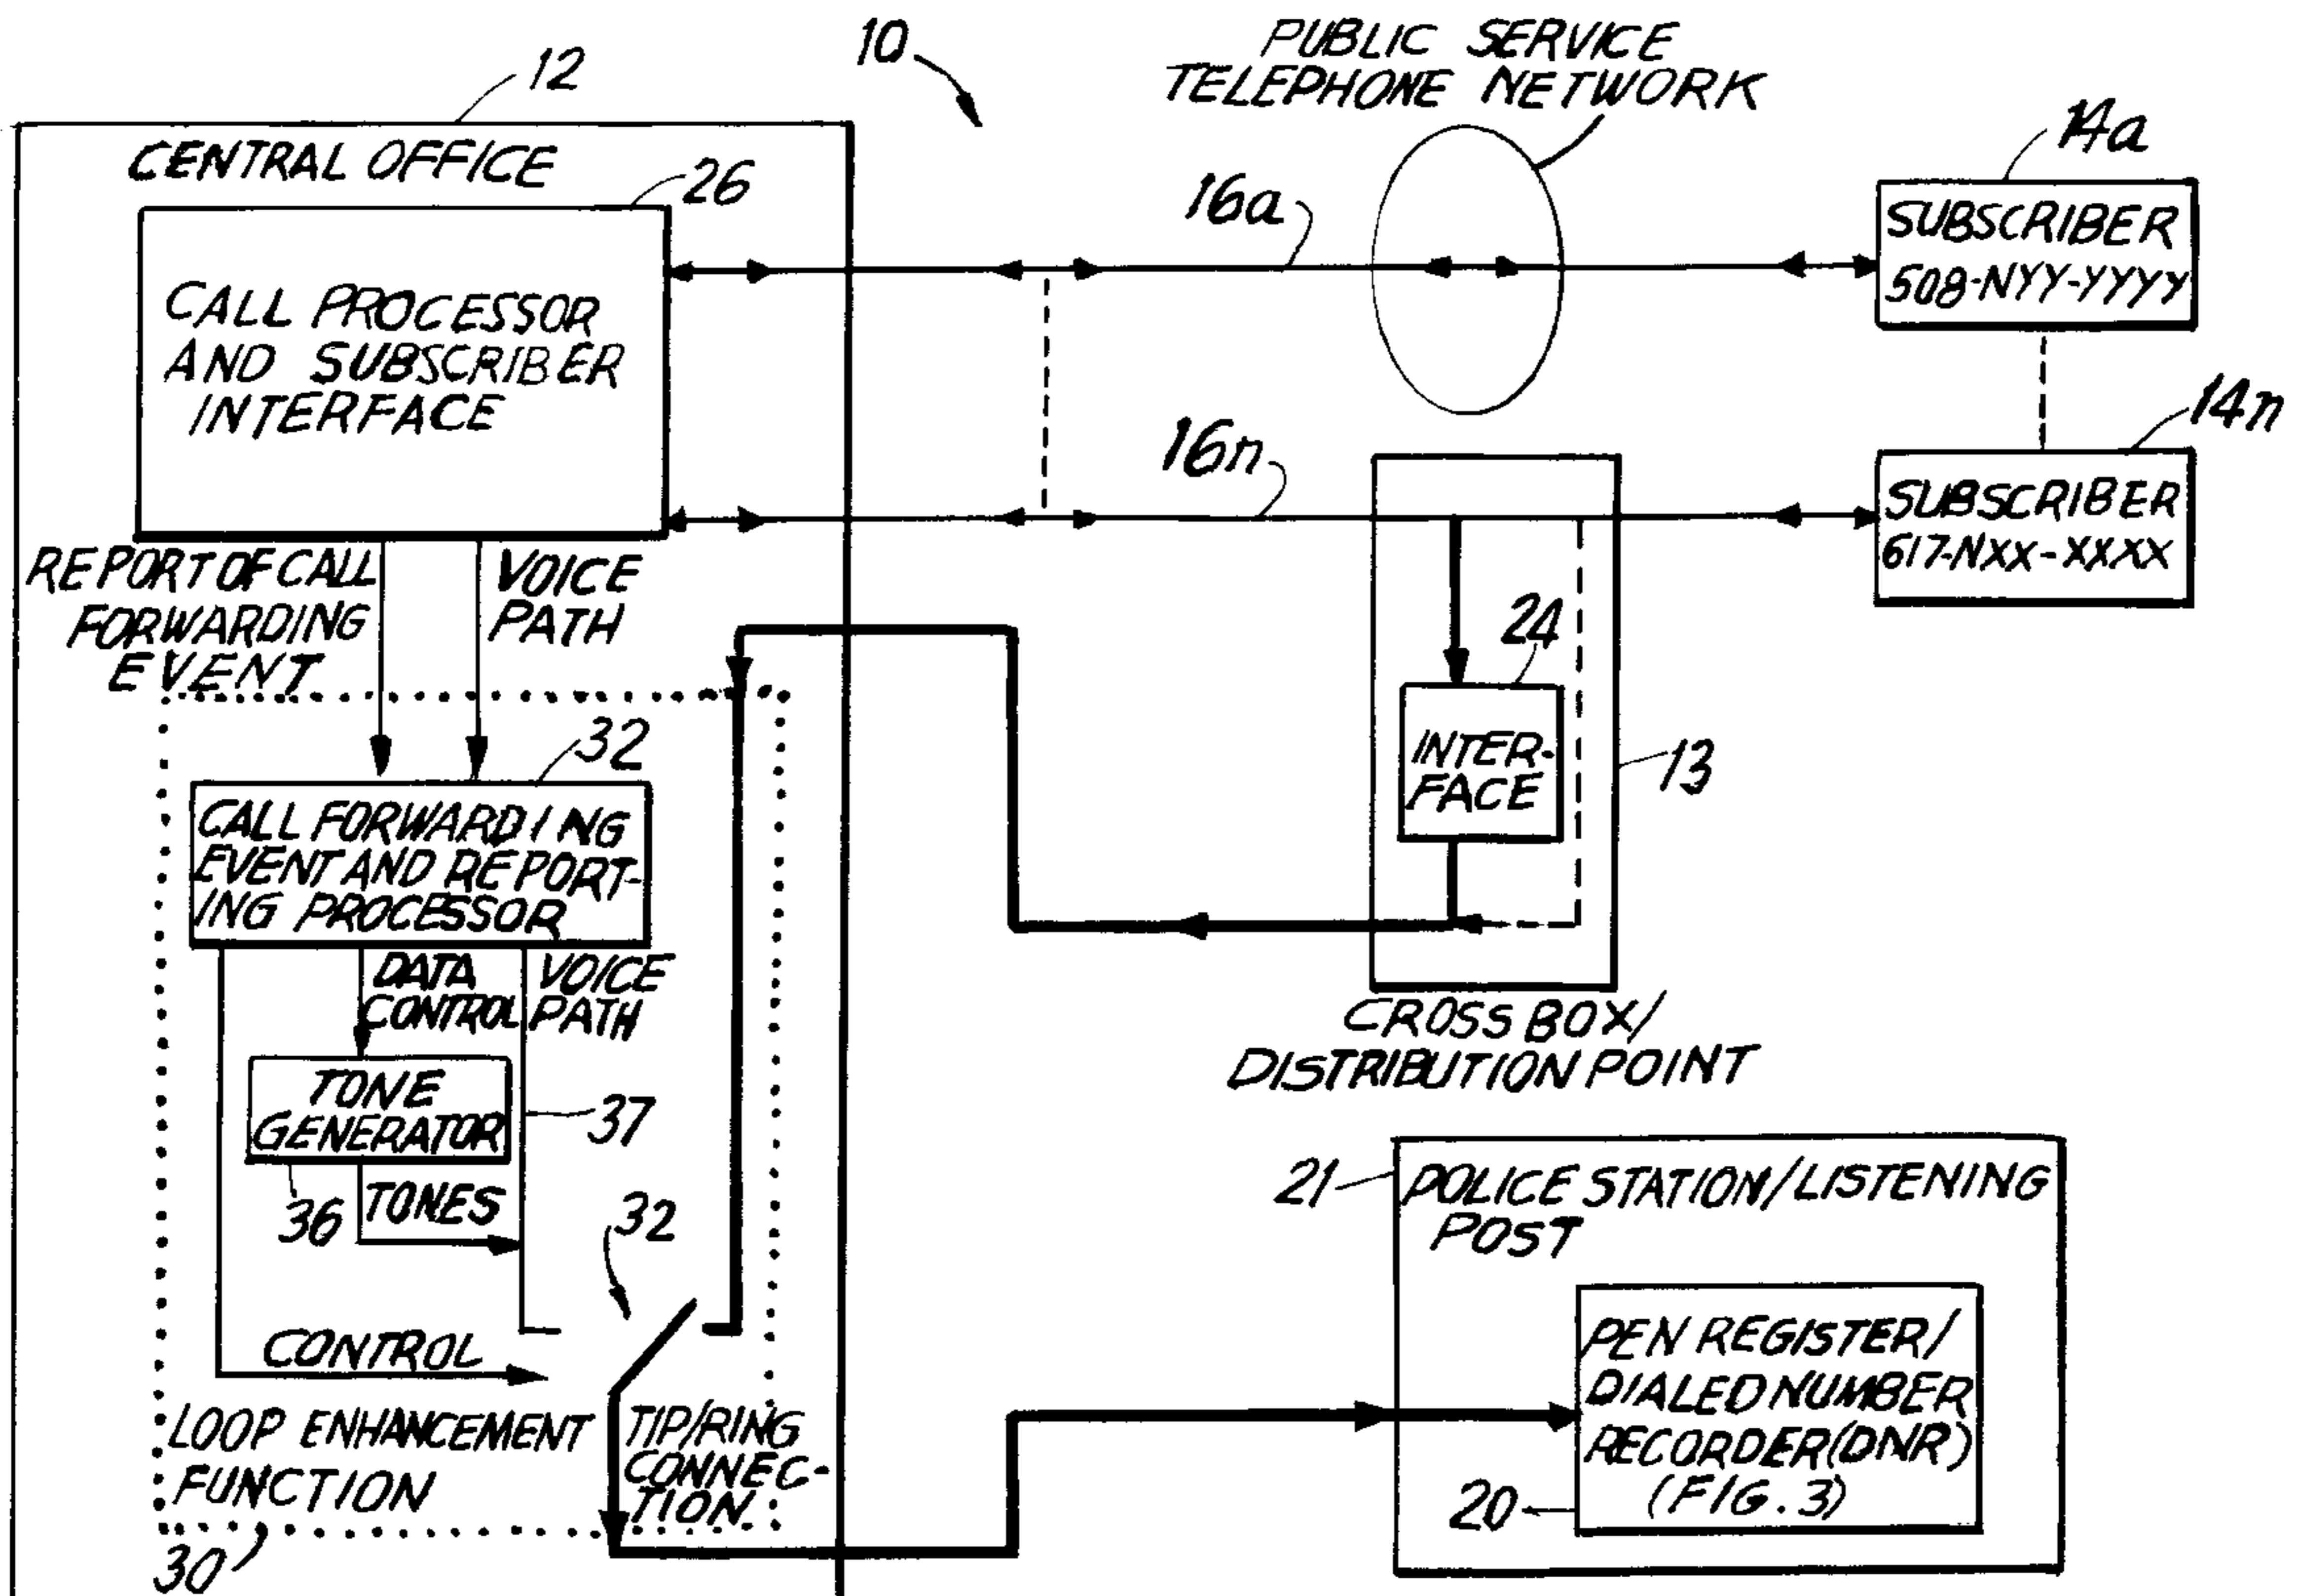 10
PUBLIC SERVICE
TELEPHONE NETWORK
12
CENTRAL OFFICE
26
CALL PROCESSOR
AND SUBSCRIBER
INTERFACE
16a
14a
SUBSCRIBER
508-NYY-YYYY
16n
14n
SUBSCRIBER
617-NXX-XXXX
REPORT OF CALL
FORWARDING
EVENT
VOICE
PATH
24
INTER-
FACE
13
CROSS BOX/
DISTRIBUTION POINT
32
CALL FORWARDING
EVENT AND REPORT-
ING PROCESSOR
DATA
CONTROL
VOICE
PATH
TONE
GENERATOR
37
36
TONES
32
CONTROL
LOOP ENHANCEMENT
FUNCTION
TIP/RING
CONNEC-
TION
30'
21
POLICE STATION/LISTENING
POST
PEN REGISTER/
DIALED NUMBER
RECORDER(DNR)
(FIG. 3)
20